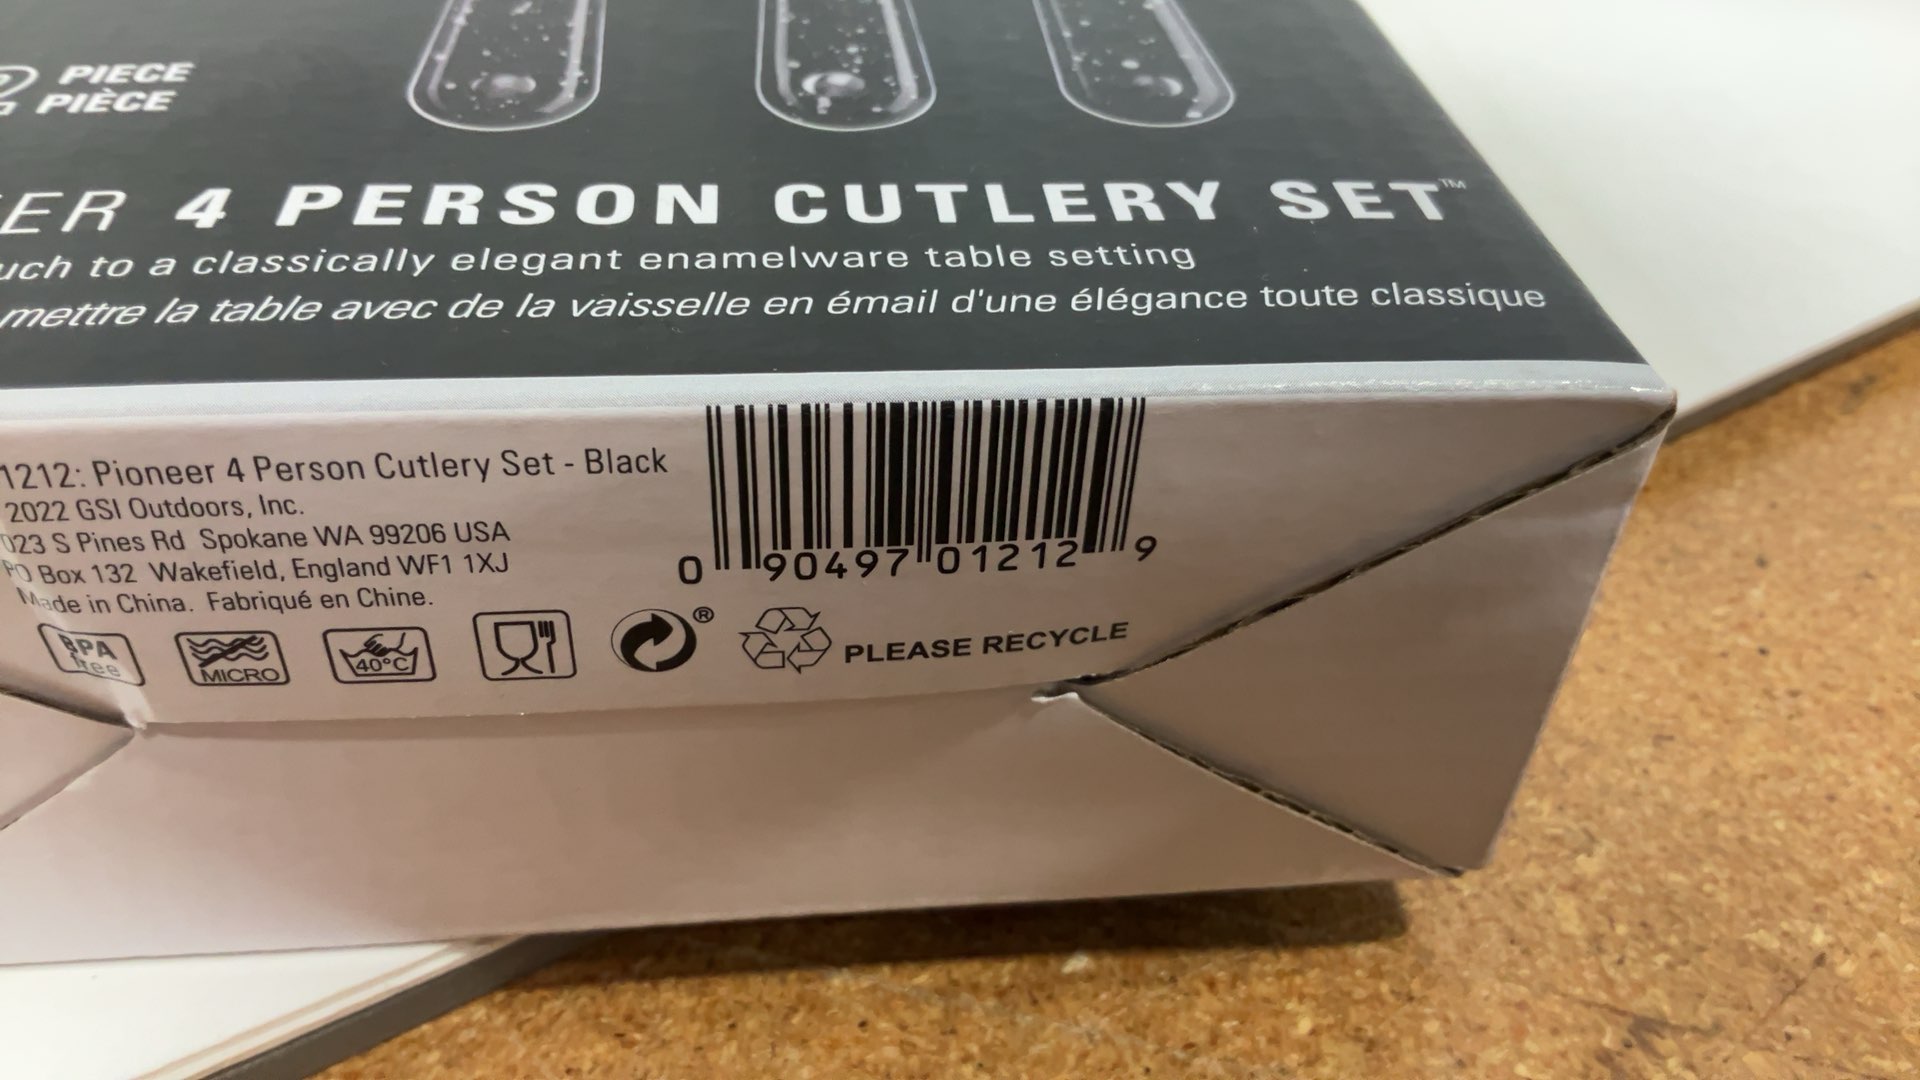 PIECE
PIÈCE
4 PERSON CUTLERY SET™
to a classically elegant enamelware table setting
mettre la table avec de la vaisselle en émail d'une élégance toute classique
1212: Pioneer 4 Person Cutlery Set - Black
2022 GSI Outdoors, Inc.
023 S Pines Rd Spokane WA 99206 USA
PO Box 132 Wakefield, England WF1 1XJ
Made in China. Fabriqué en Chine.
0 90497 01212 9
BPA
free
MICRO
40°C
®
PLEASE RECYCLE